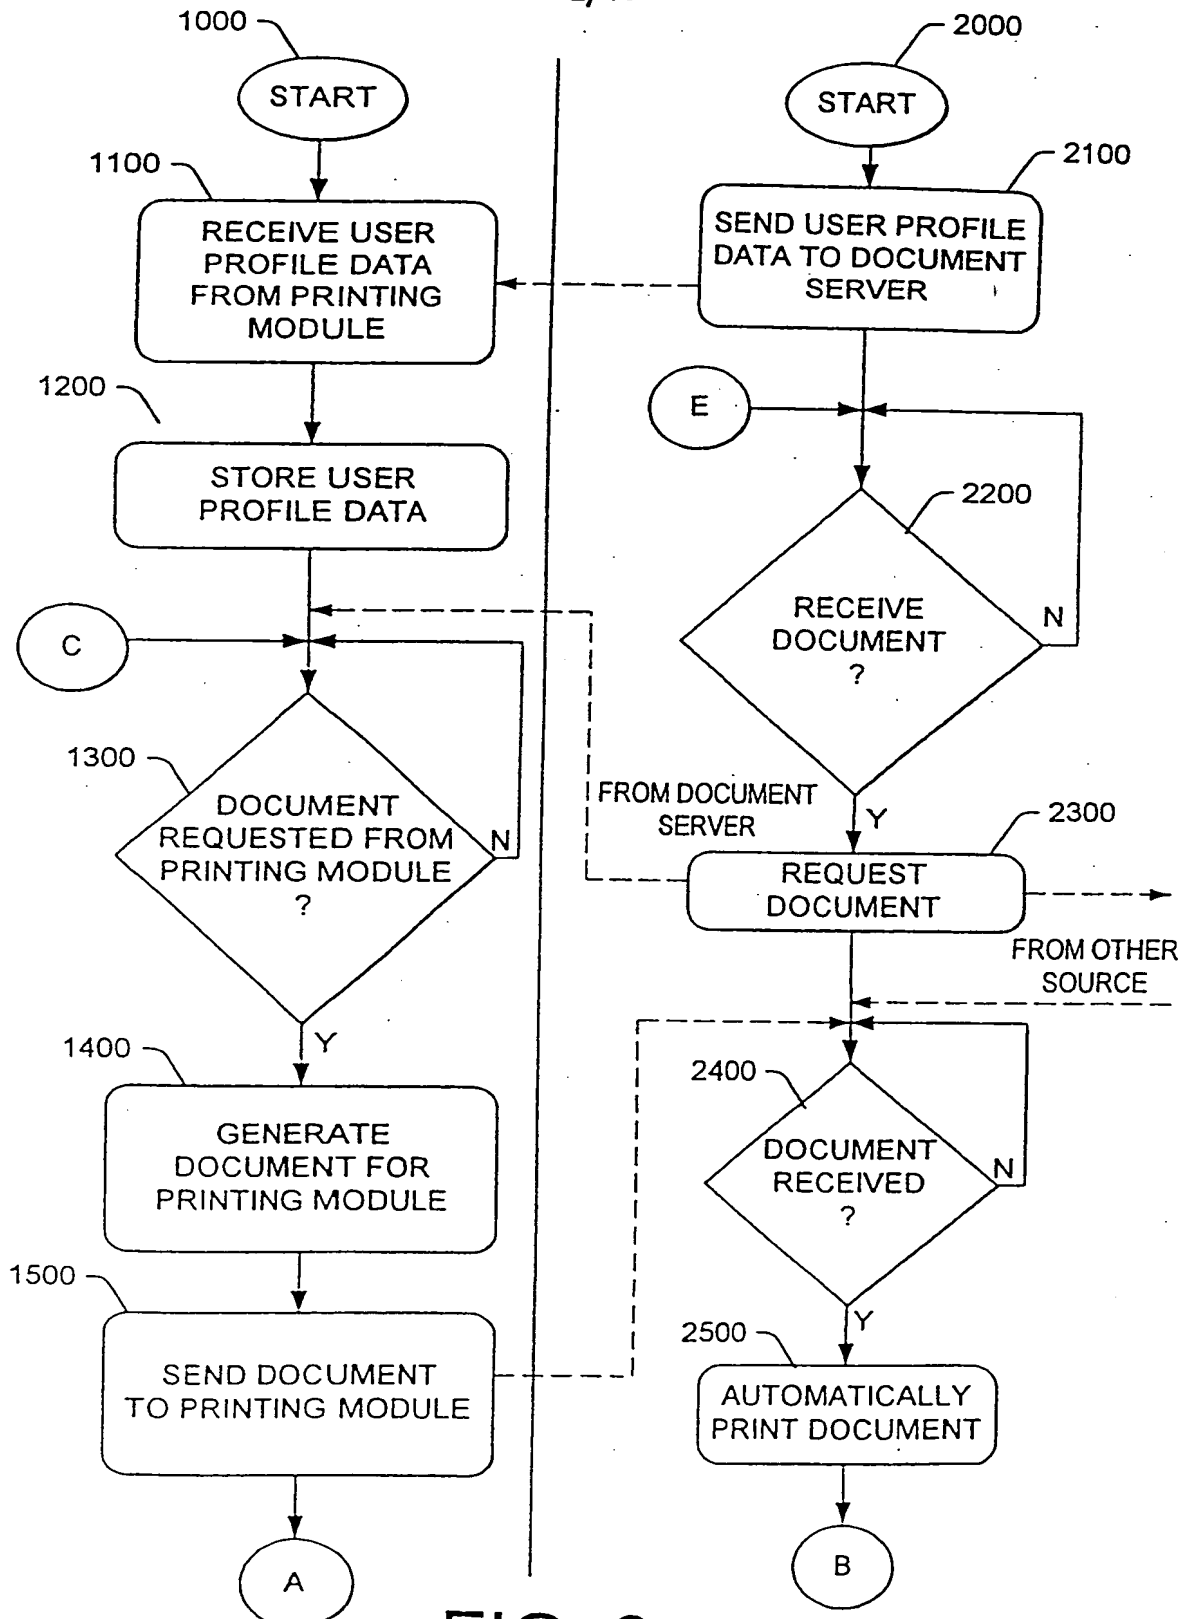 1000
START
1100
RECEIVE USER
PROFILE DATA
FROM PRINTING
MODULE
1200
STORE USER
PROFILE DATA
C
1300
DOCUMENT
REQUESTED FROM
PRINTING MODULE
?
N
Y
1400
GENERATE
DOCUMENT FOR
PRINTING MODULE
1500
SEND DOCUMENT
TO PRINTING MODULE
A
2000
START
2100
SEND USER PROFILE
DATA TO DOCUMENT
SERVER
E
2200
RECEIVE
DOCUMENT
?
N
Y
FROM DOCUMENT
SERVER
2300
REQUEST
DOCUMENT
FROM OTHER
SOURCE
2400
DOCUMENT
RECEIVED
?
N
Y
2500
AUTOMATICALLY
PRINT DOCUMENT
B